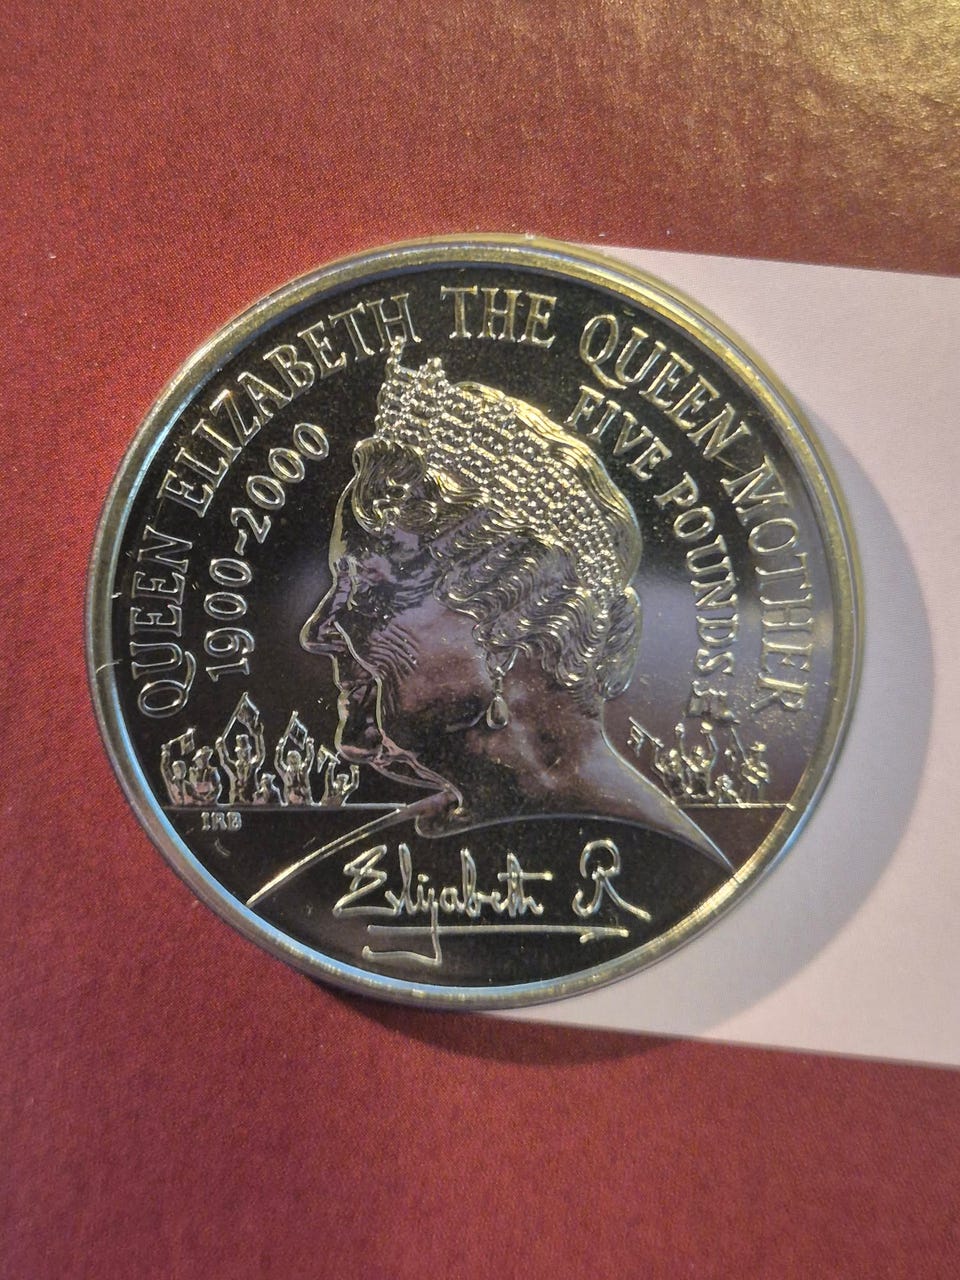 QUEEN ELIZABETH THE QUEEN MOTHER
1900~2000
FIVE POUNDS
IRB
Elizabeth R